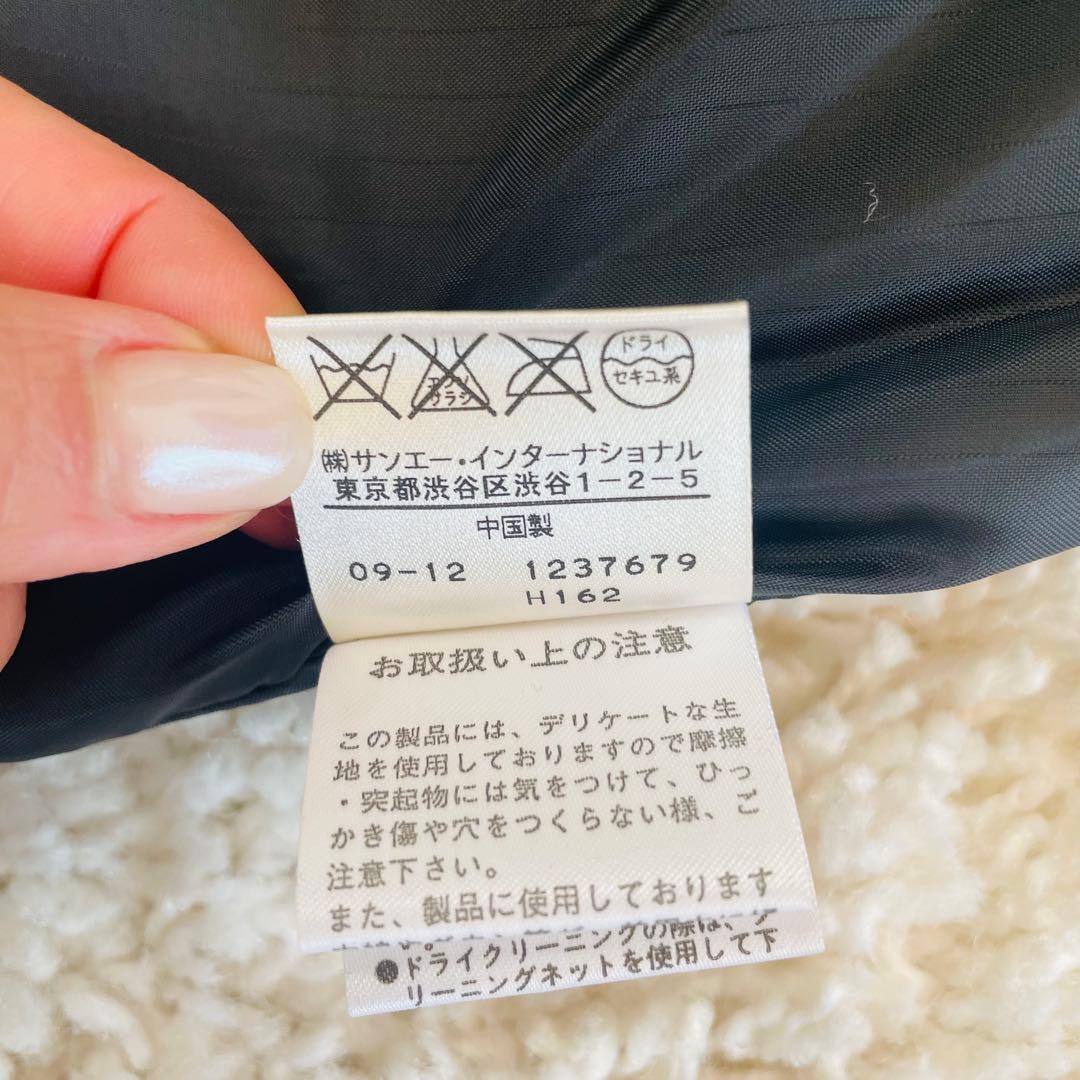 ドライ
セキユ系
エンソ
サラシ
㈱サンエー・インターナショナル
東京都渋谷区渋谷1-2-5
中国製
09-12 1237679
H162
お取扱い上の注意
この製品には、デリケートな生
地を使用しておりますので摩擦
・突起物には気をつけて、ひっ
かき傷や穴をつくらない様、ご
注意下さい。
また、製品に使用しております
●ドライクリーニングの際は、ク
リーニングネットを使用して下